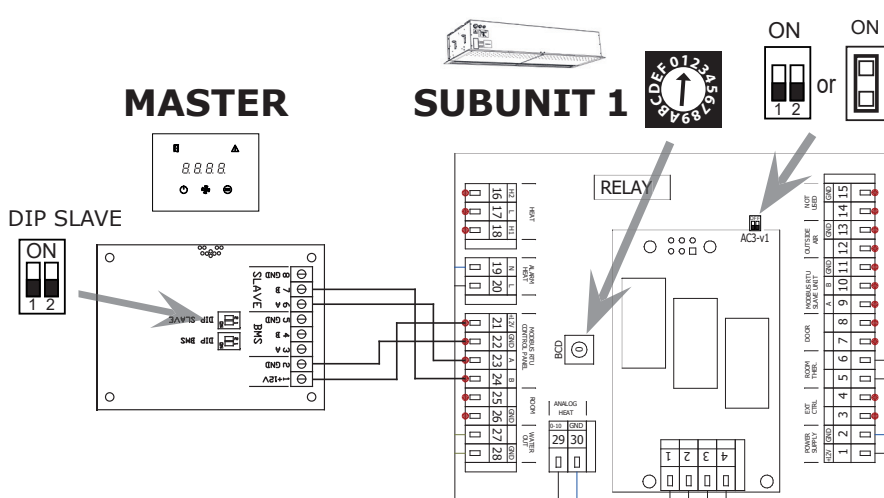 ON
ON
or
1 2
MASTER
SUBUNIT 1
0123456789ABCDEF
8.8.8.8.
DIP SLAVE
ON
1 2
RELAY
AC3-v1
BCD
0
SLAVE
8 GND
7 B
6 A
BMS
5 GND
4 B
3 A
2 GND
1 +12V
DIP SLAVE
DIP BMS
16 H2
17 L
18 H1
HEAT
19 N
20 L
ALARM
HEAT
21 +12V
22 GND
23 A
24 B
MODBUS RTU
CONTROL PANEL
25
26 GND
ROOM
27
28 GND
WATER
OUT
ANALOG
HEAT
0-10 GND
29 30
1 2 3 4
NOT
USED
GND 15
14
OUTSIDE
AIR
GND 13
12
MODBUS RTU
SLAVE UNIT
GND 11
B 10
A 9
DOOR
8
7
ROOM
THER.
6
5
EXT
CTRL
4
3
POWER
SUPPLY
GND 2
+12V 1